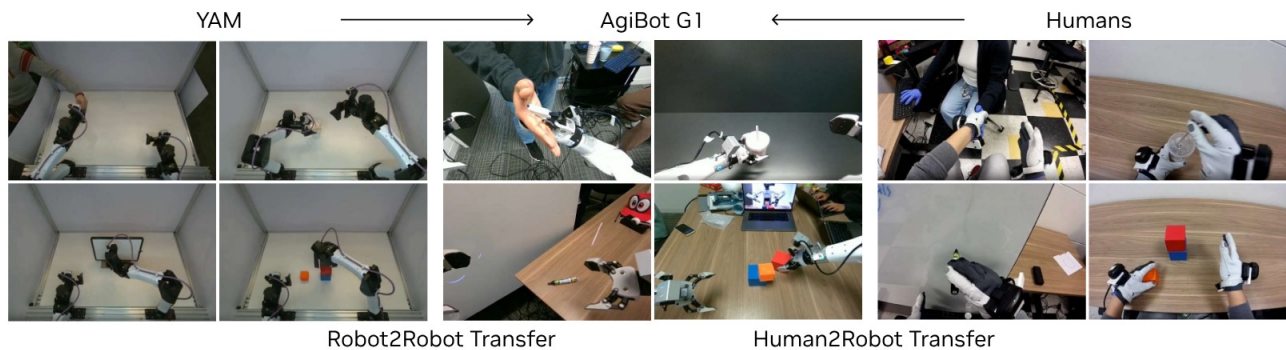 YAM
AgiBot G1
Humans
Robot2Robot Transfer
Human2Robot Transfer